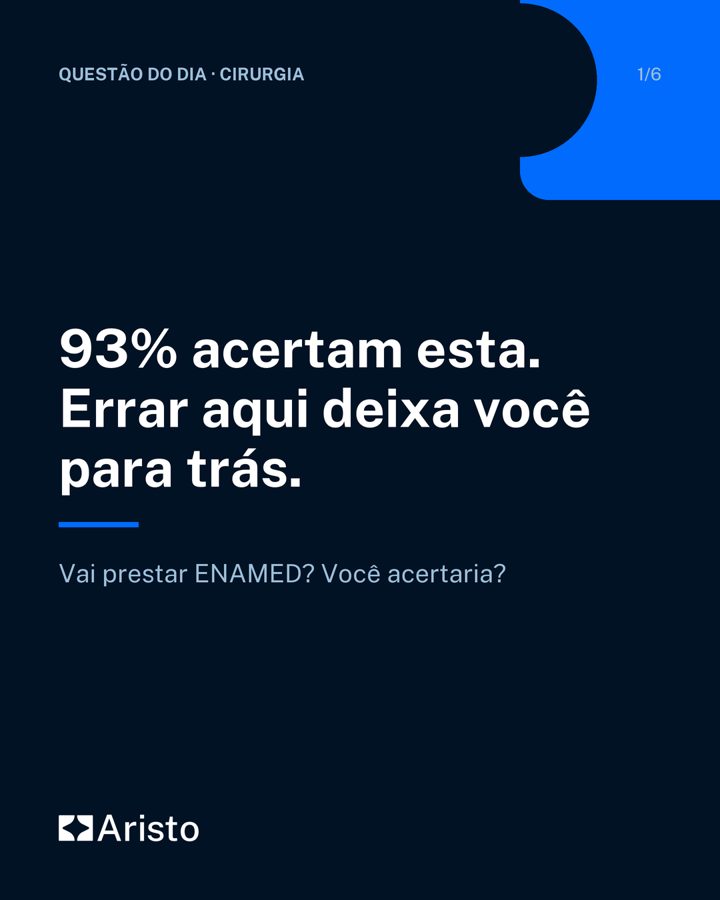 QUESTÃO DO DIA · CIRURGIA
1/6
93% acertam esta.
Errar aqui deixa você
para trás.
Vai prestar ENAMED? Você acertaria?
Aristo